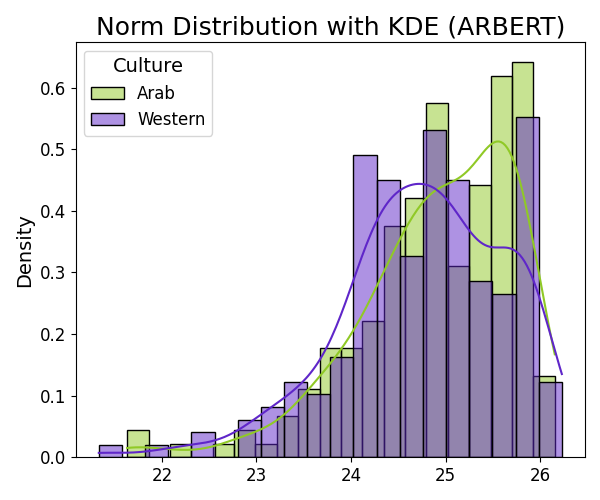 Norm Distribution with KDE (ARBERT)
Culture
Arab
Western
Density
0.6
0.5
0.4
0.3
0.2
0.1
0.0
22 23 24 25 26